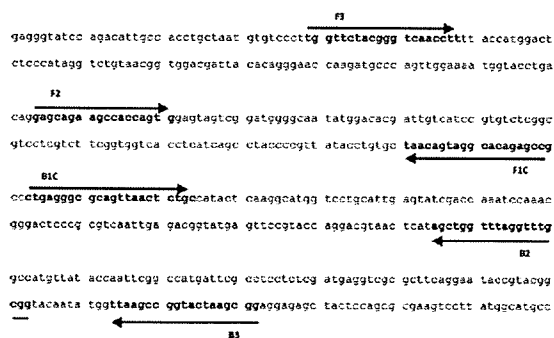 F3
gagggtatcc agacattgcc acctgctaat gtgtcccttg gttctacggg tcaacctttt accatggact
ctcccatagg tctgtaacgg tggacgatta cacagggaac caagatgccc agttggaaaa tggtacctga
F2
caggagcaga agccaccagt ggagtagtcg gatggggcaa tatggacacg attgtcatcc gtgtctcggc
gtcctcgtct tcggtggtca cctcatcagc ctaccccgtt atacctgtgc taacagtagg cacagagccg
F1C
B1C
ccctgagggc gcagttaact ctgccatact caaggcatgg tcctgcattg agtatcgacc aaatccaaac
gggactcccg cgtcaattga gacggtatga gttccgtacc aggacgtaac tcatagctgg tttaggtttg
B2
gccatgttat accaattcgg ccatgattcg cctcctctcg atgaggtcgc gcttcaggaa taccgtacgg
cggtacaata tggttaagcc ggtactaagc ggaggagagc tactccagcg cgaagtcctt atggcatgcc
B3